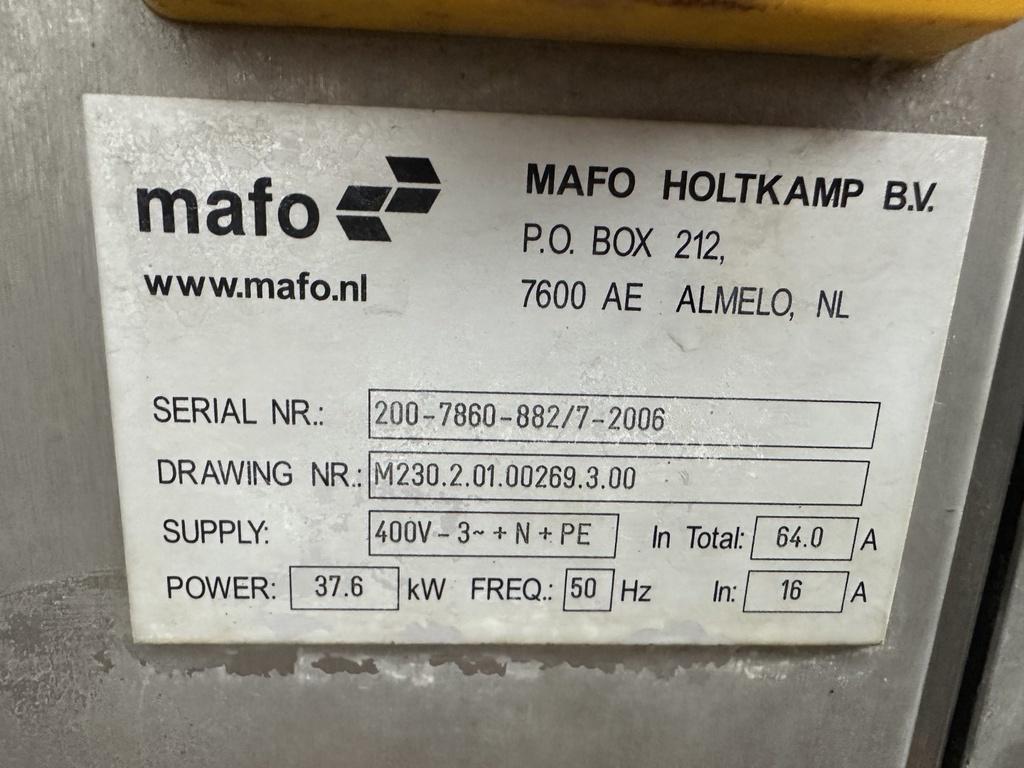 mafo
www.mafo.nl
MAFO HOLTKAMP B.V.
P.O. BOX 212,
7600 AE ALMELO, NL
SERIAL NR.: 200-7860-882/7-2006
DRAWING NR.: M230.2.01.00269.3.00
SUPPLY: 400V - 3~ + N + PE In Total: 64.0 A
POWER: 37.6 kW FREQ.: 50 Hz In: 16 A